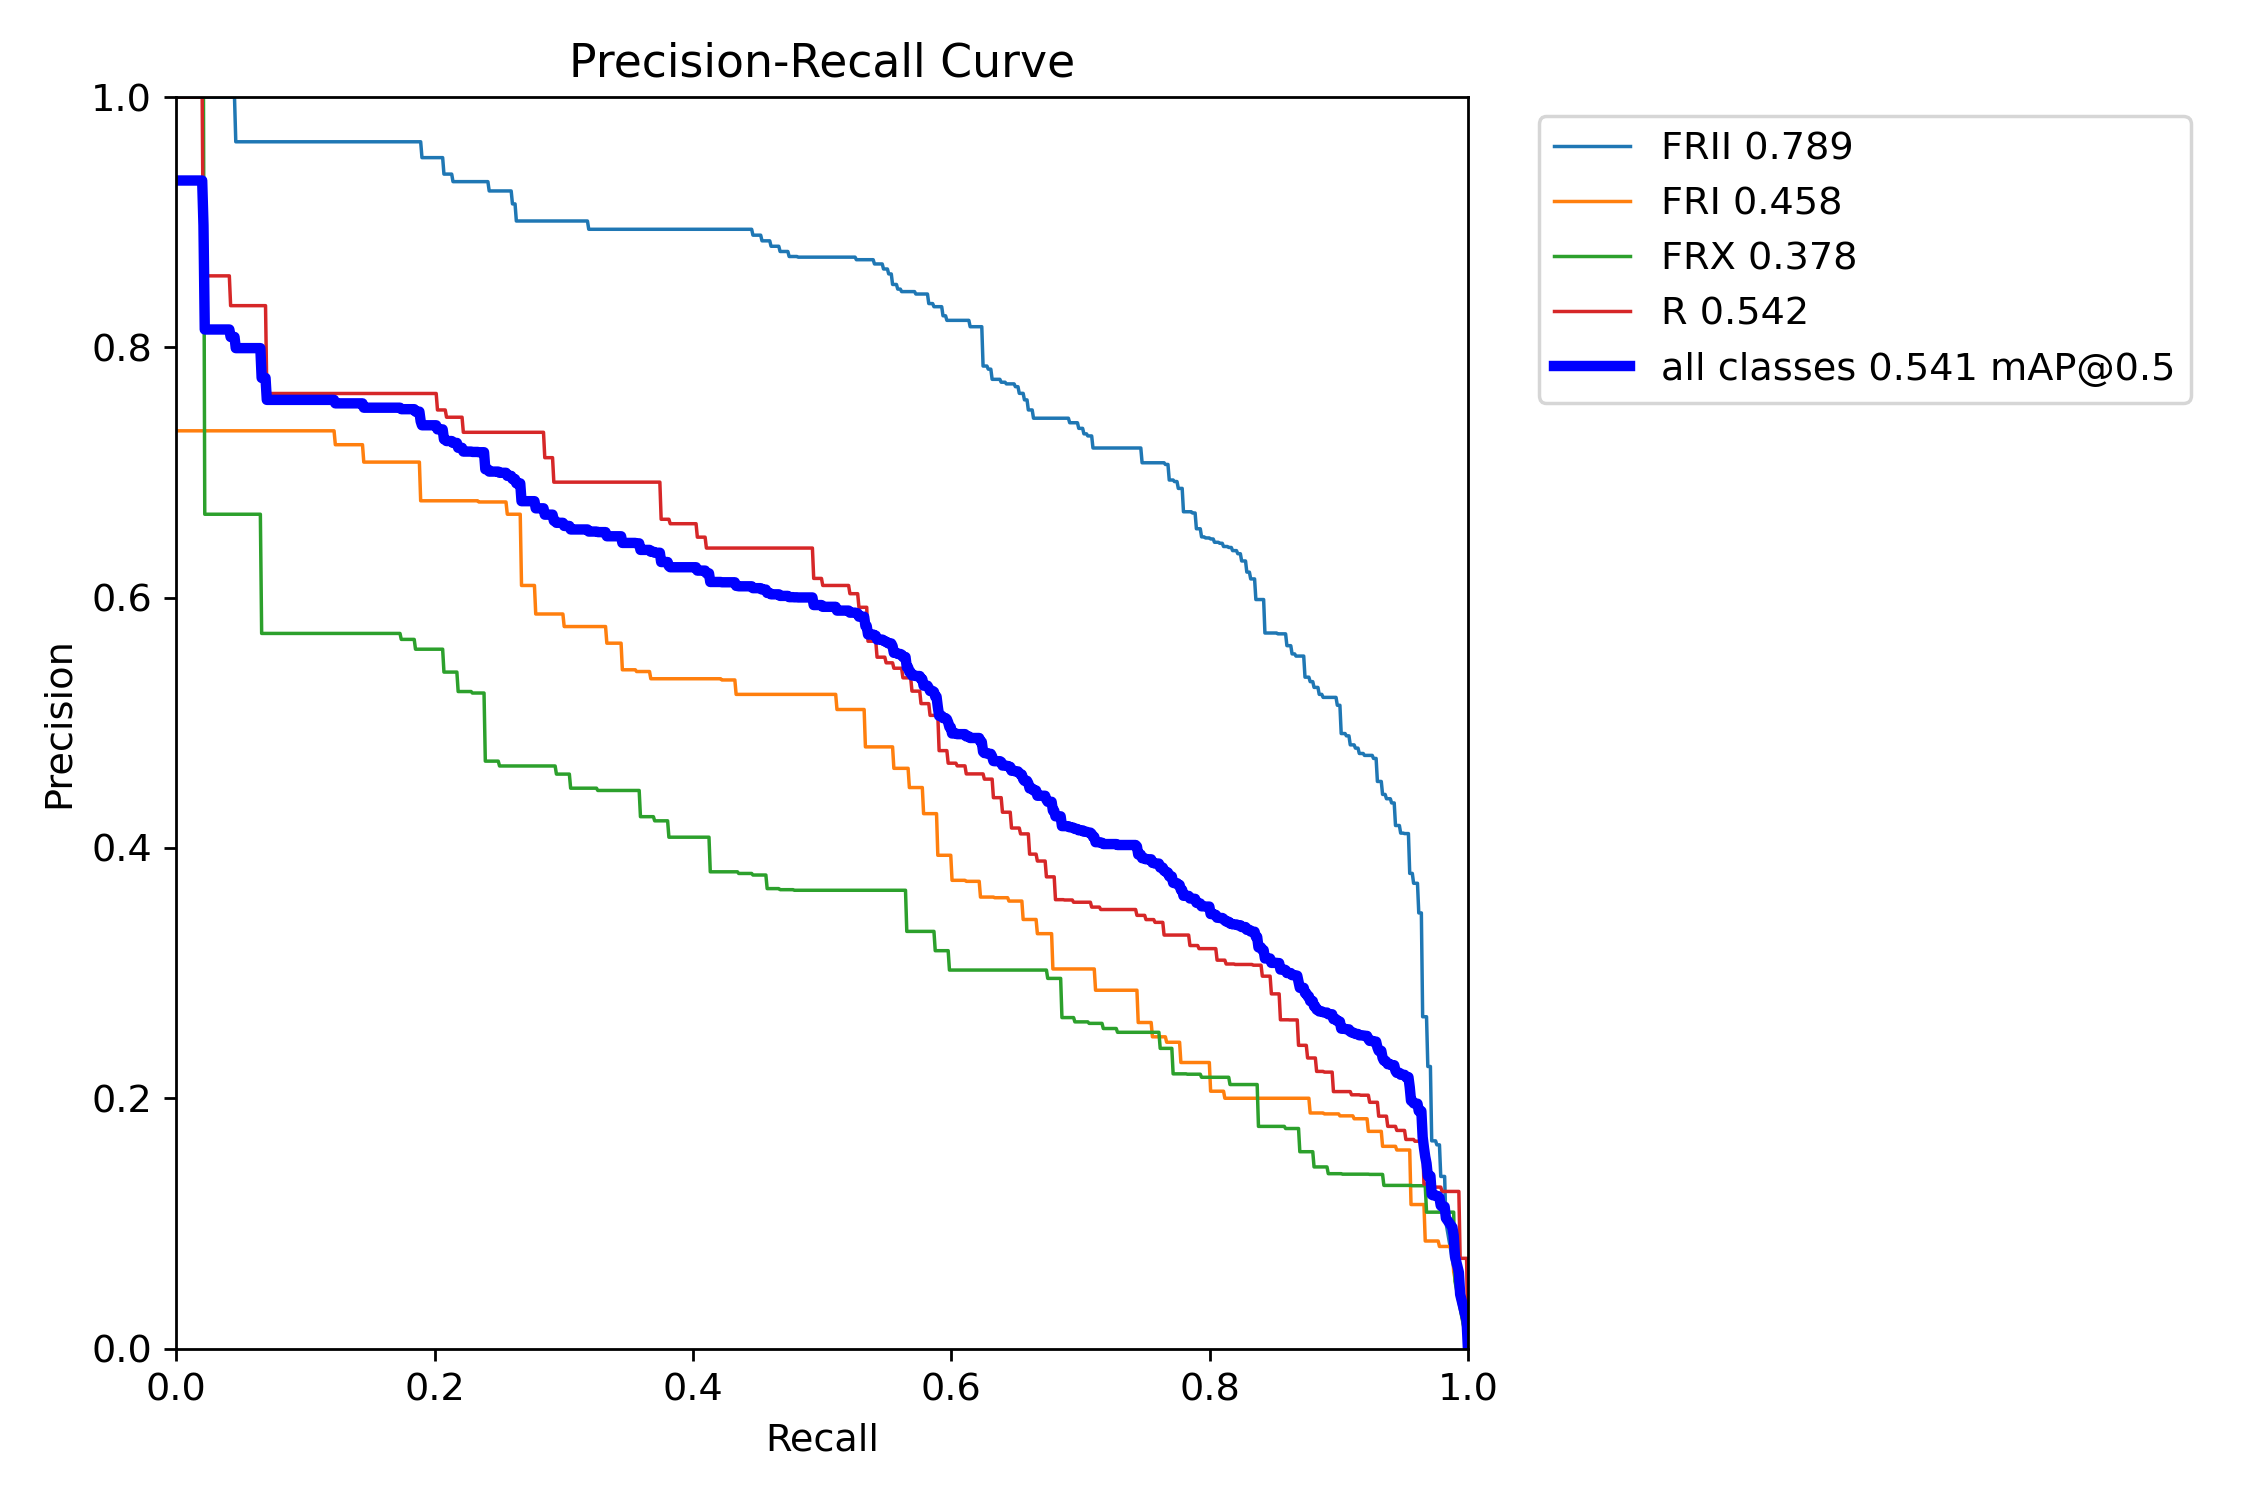 Precision-Recall Curve
1.0
0.8
0.6
0.4
0.2
0.0
Precision
0.0 0.2 0.4 0.6 0.8 1.0
Recall
FRII 0.789
FRI 0.458
FRX 0.378
R 0.542
all classes 0.541 mAP@0.5